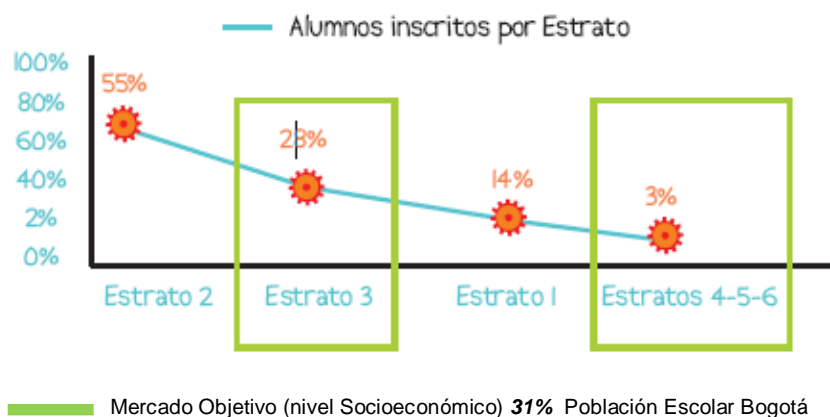 Alumnos inscritos por Estrato
100%
80%
60%
40%
2%
0%
55%
28%
14%
3%
Estrato 2
Estrato 3
Estrato 1
Estratos 4-5-6
Mercado Objetivo (nivel Socioeconómico) 31% Población Escolar Bogotá